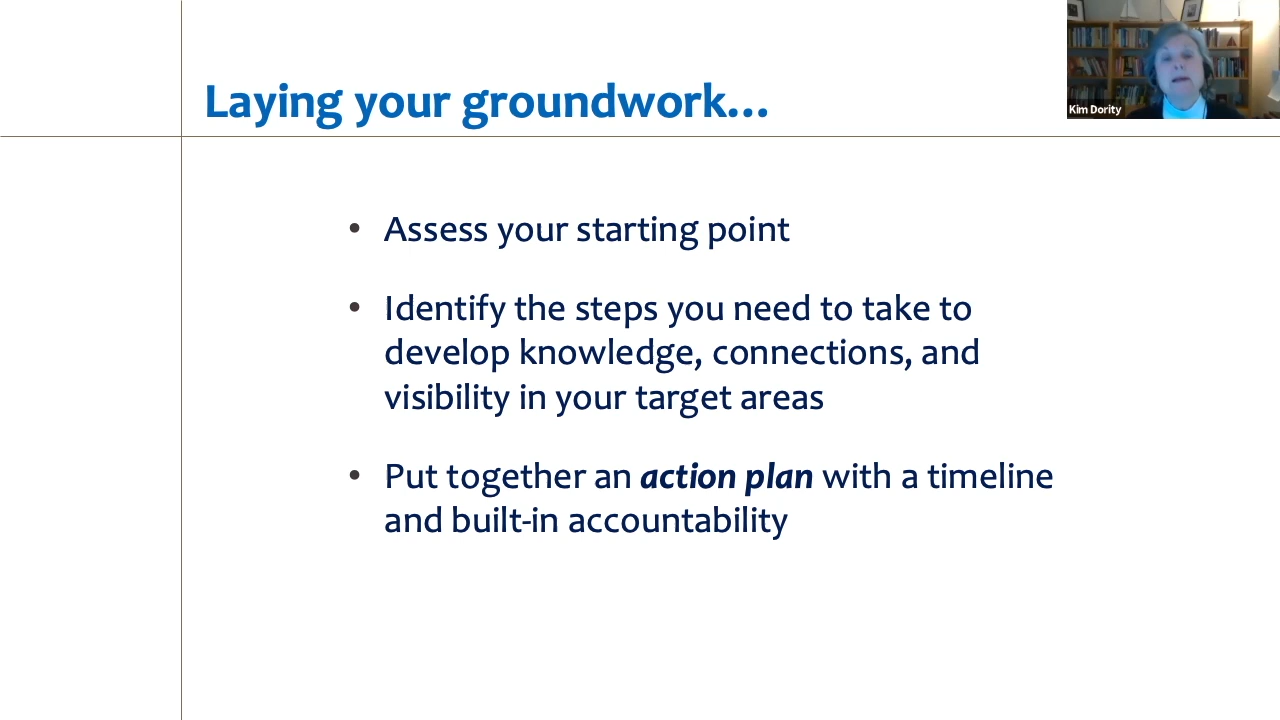 Laying your groundwork...
Kim Dority
• Assess your starting point
• Identify the steps you need to take to
develop knowledge, connections, and
visibility in your target areas
• Put together an action plan with a timeline
and built-in accountability